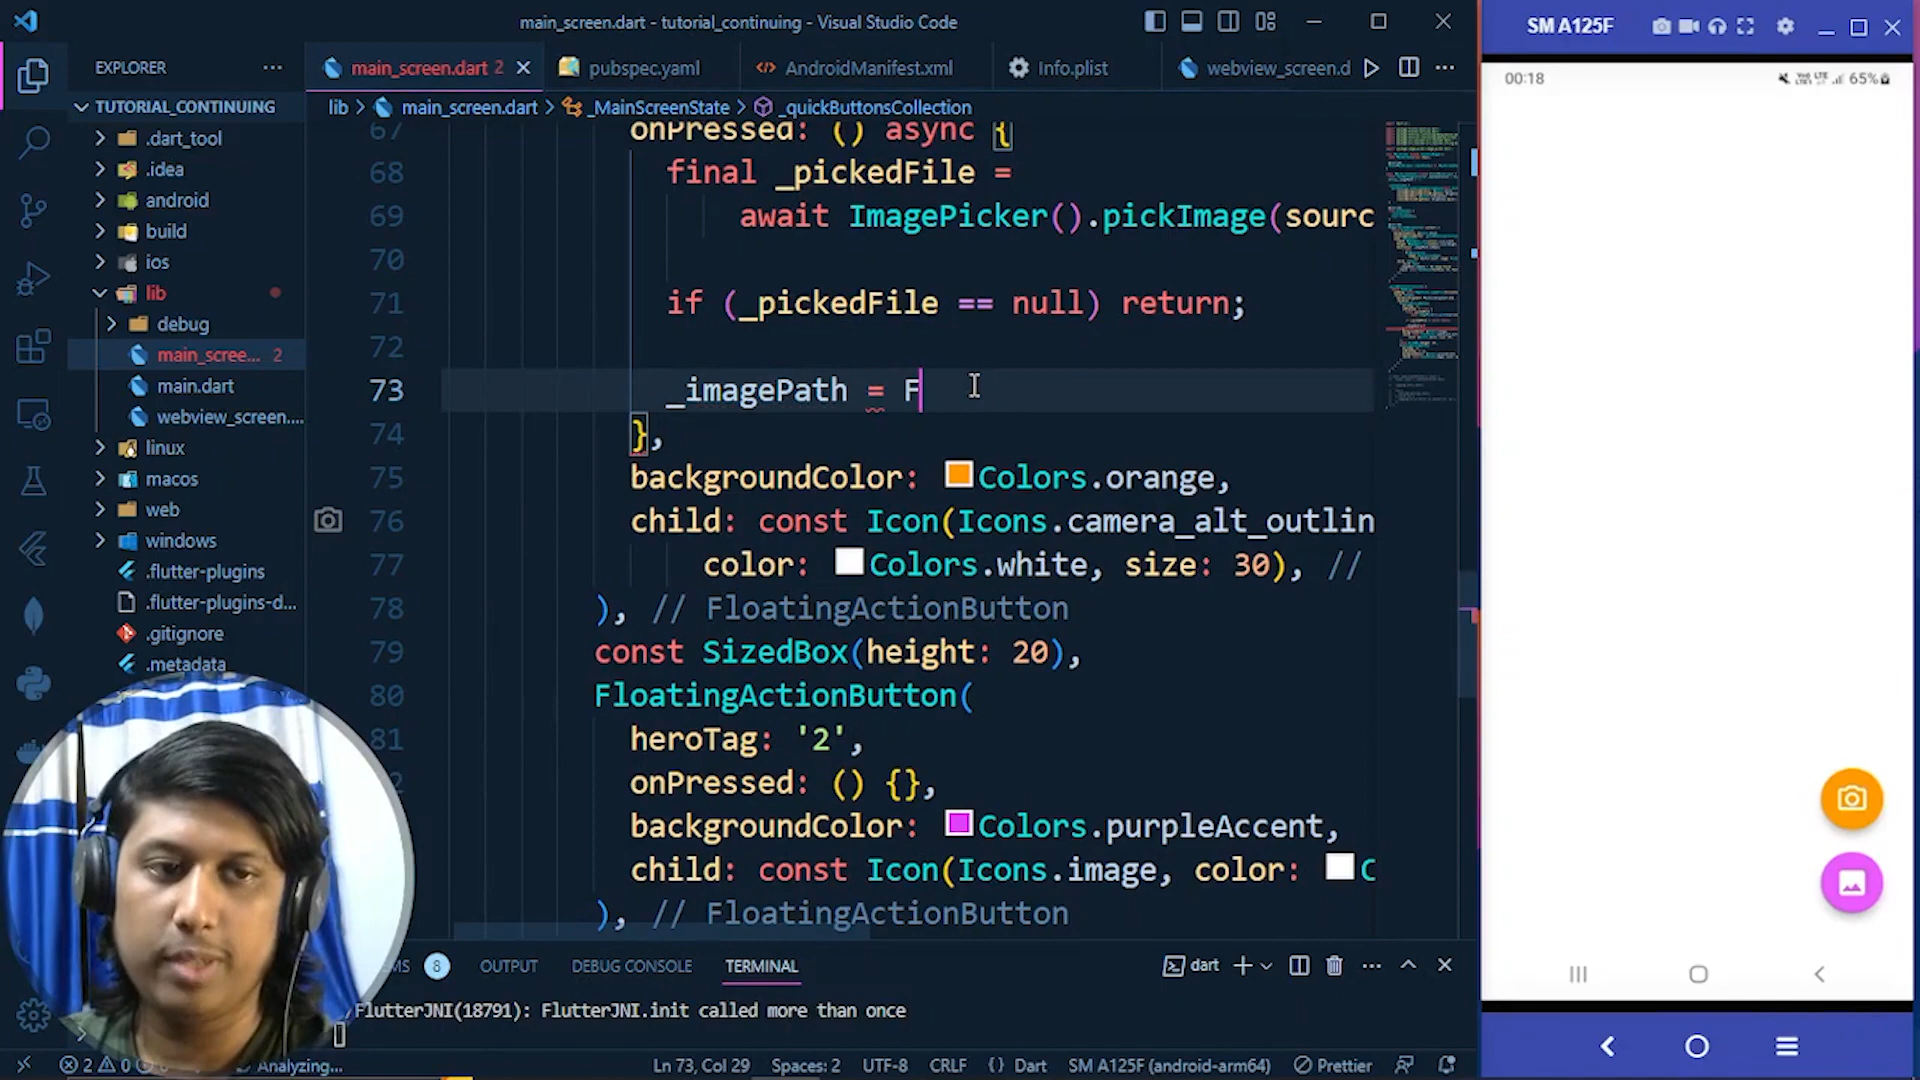 main_screen.dart - tutorial_continuing - Visual Studio Code
SM A125F
EXPLORER
main_screen.dart 2
pubspec.yaml
AndroidManifest.xml
Info.plist
webview_screen.d
00:18
65%
TUTORIAL_CONTINUING
lib > main_screen.dart > _MainScreenState > _quickButtonsCollection
.dart_tool
.idea
android
build
ios
lib
debug
main_scree... 2
main.dart
webview_screen....
linux
macos
web
windows
.flutter-plugins
.flutter-plugins-d...
.gitignore
.metadata
67 onPressed: () async {
68 final _pickedFile =
69 await ImagePicker().pickImage(sourc
70
71 if (_pickedFile == null) return;
72
73 _imagePath = F
74 },
75 backgroundColor: Colors.orange,
76 child: const Icon(Icons.camera_alt_outlin
77 color: Colors.white, size: 30), //
78 ), // FloatingActionButton
79 const SizedBox(height: 20),
80 FloatingActionButton(
81 heroTag: '2',
2 onPressed: () {},
backgroundColor: Colors.purpleAccent,
child: const Icon(Icons.image, color: C
), // FloatingActionButton
MS 8 OUTPUT DEBUG CONSOLE TERMINAL
dart
FlutterJNI(18791): FlutterJNI.init called more than once
2 0 Analyzing...
Ln 73, Col 29 Spaces: 2 UTF-8 CRLF {} Dart SM A125F (android-arm64) Prettier